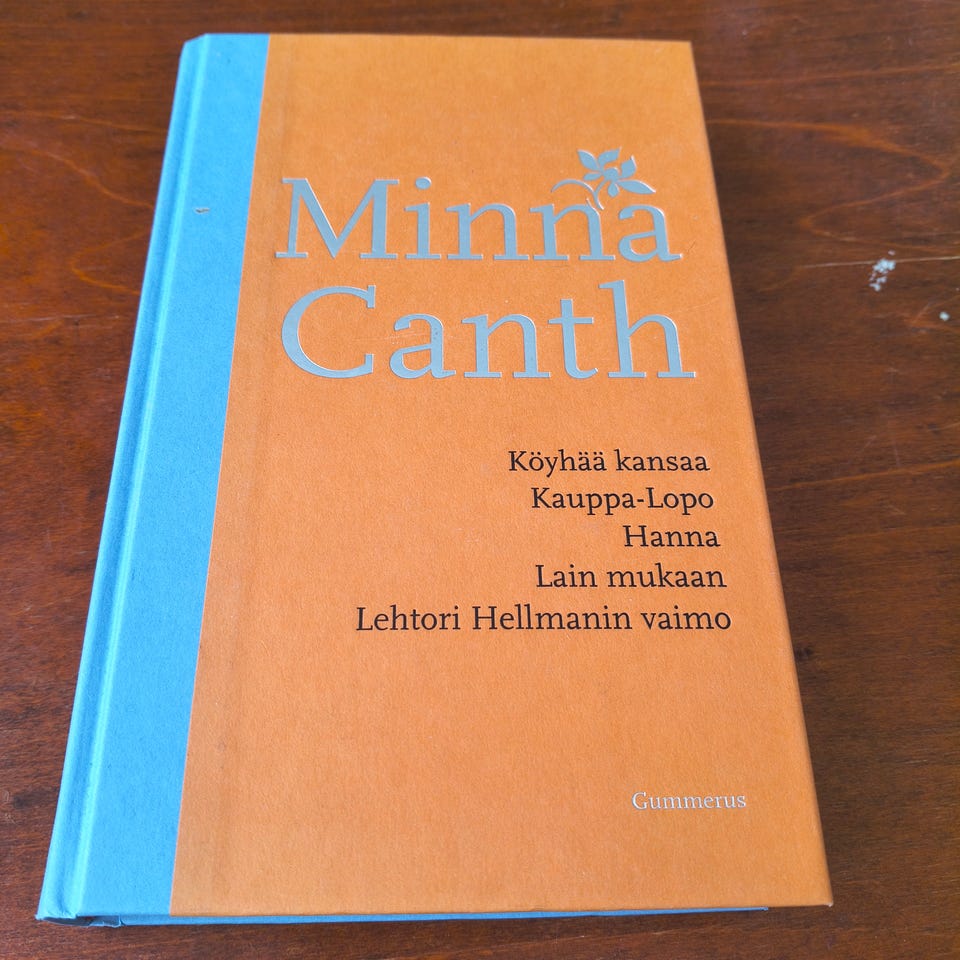 Minna
Canth
Köyhää kansaa
Kauppa-Lopo
Hanna
Lain mukaan
Lehtori Hellmanin vaimo
Gummerus